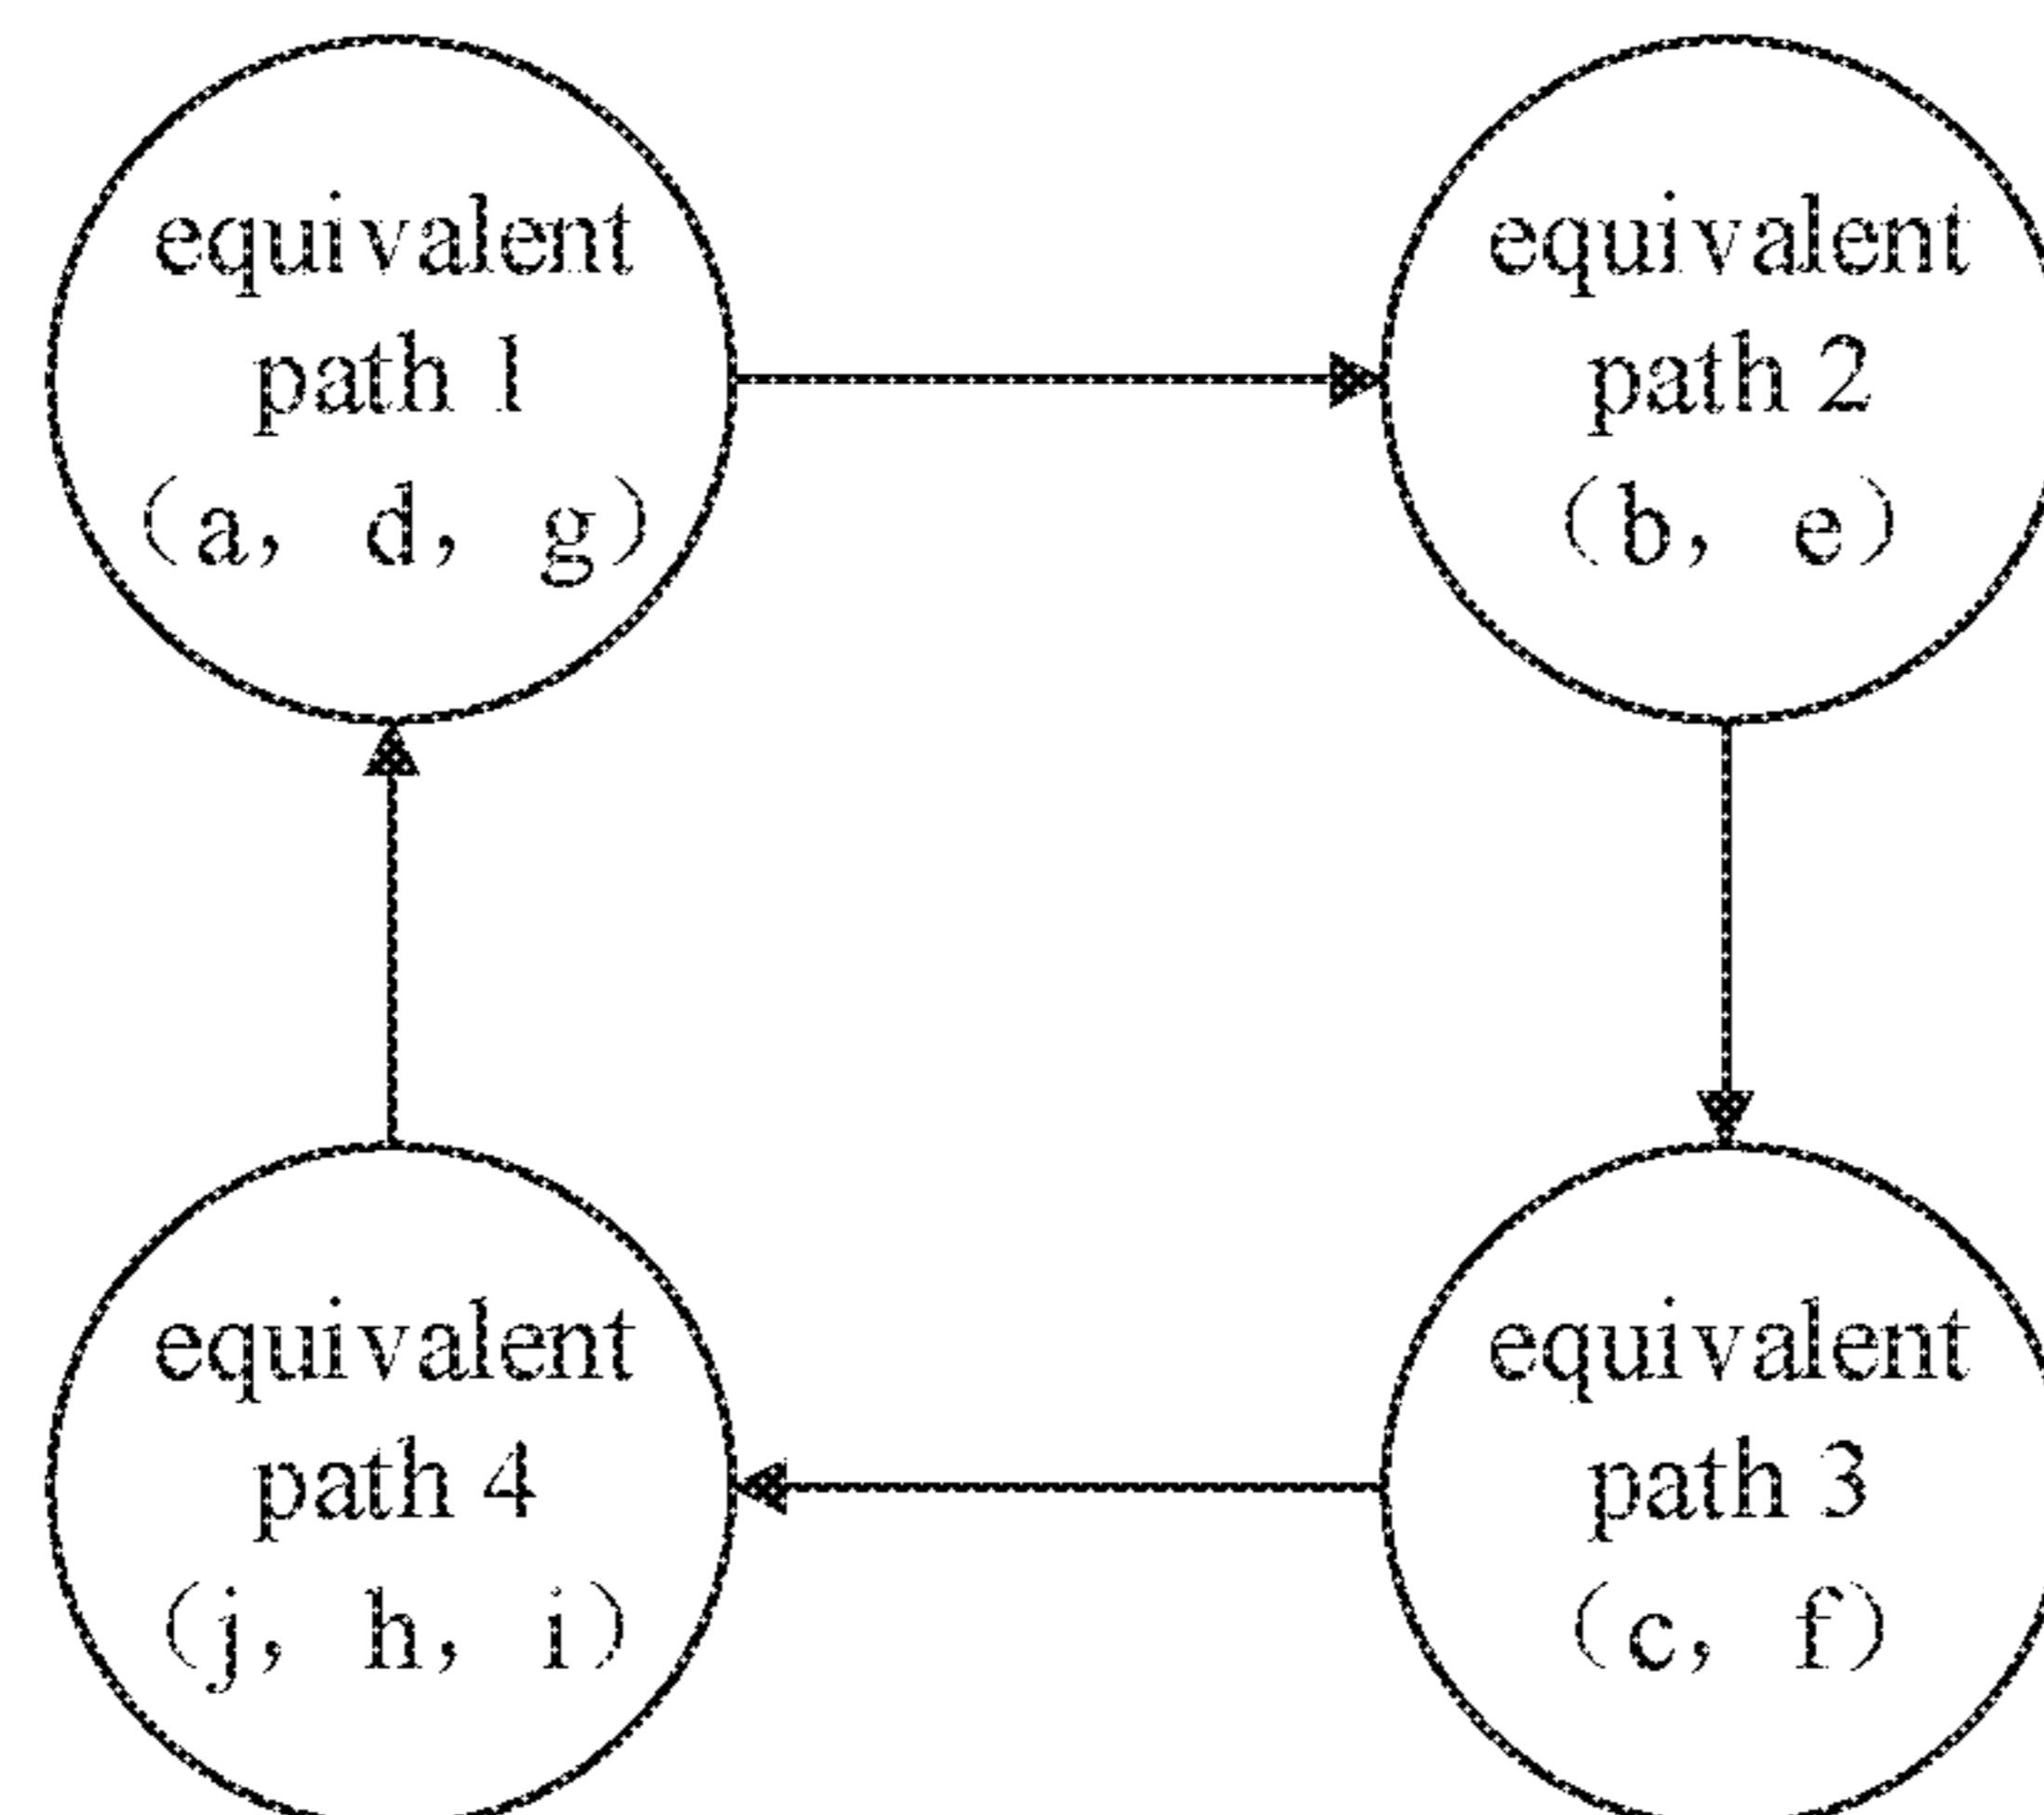 equivalent
path 1
(a, d, g)
equivalent
path 2
(b, e)
equivalent
path 4
(j, h, i)
equivalent
path 3
(c, f)